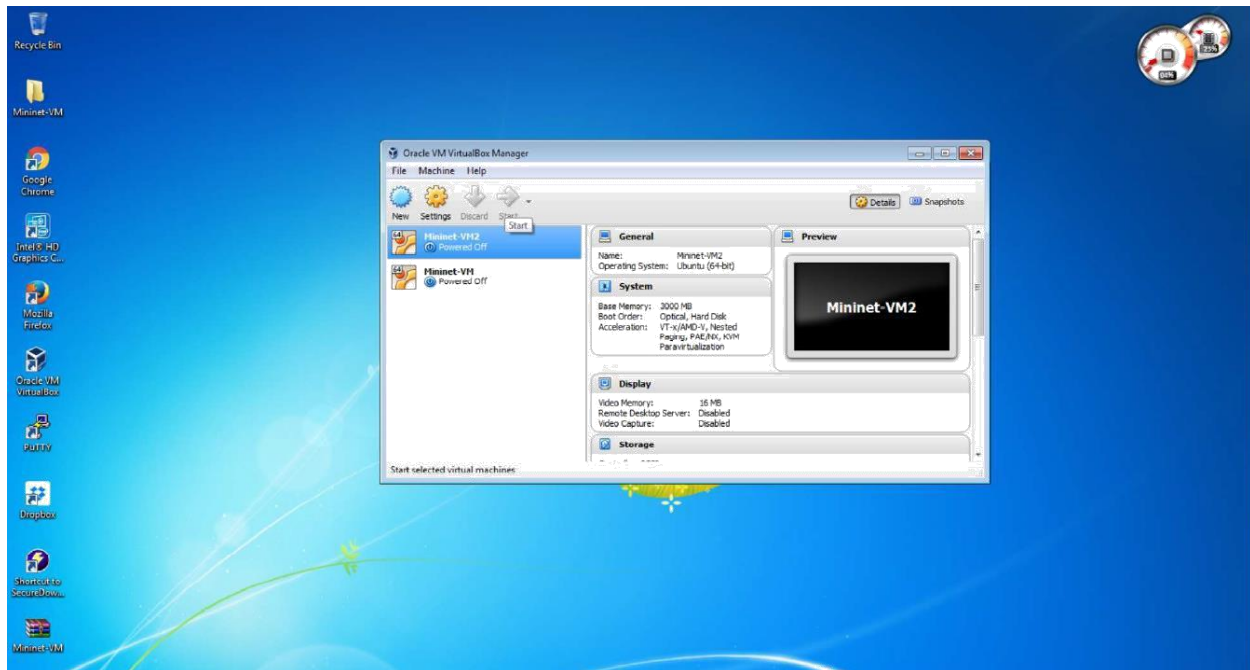 Recycle Bin
Mininet-VM
Google
Chrome
Intel® HD
Graphics C...
Mozilla
Firefox
Oracle VM
VirtualBox
PuTTY
Dropbox
Shortcut to
SecureDow...
Mininet-VM
04%
23%
Oracle VM VirtualBox Manager
File Machine Help
New Settings Discard Start
Start
Details Snapshots
64 Mininet-VM2
Powered Off
64 Mininet-VM
Powered Off
General
Name: Mininet-VM2
Operating System: Ubuntu (64-bit)
System
Base Memory: 3000 MB
Boot Order: Optical, Hard Disk
Acceleration: VT-x/AMD-V, Nested
Paging, PAE/NX, KVM
Paravirtualization
Preview
Mininet-VM2
Display
Video Memory: 16 MB
Remote Desktop Server: Disabled
Video Capture: Disabled
Storage
Start selected virtual machines